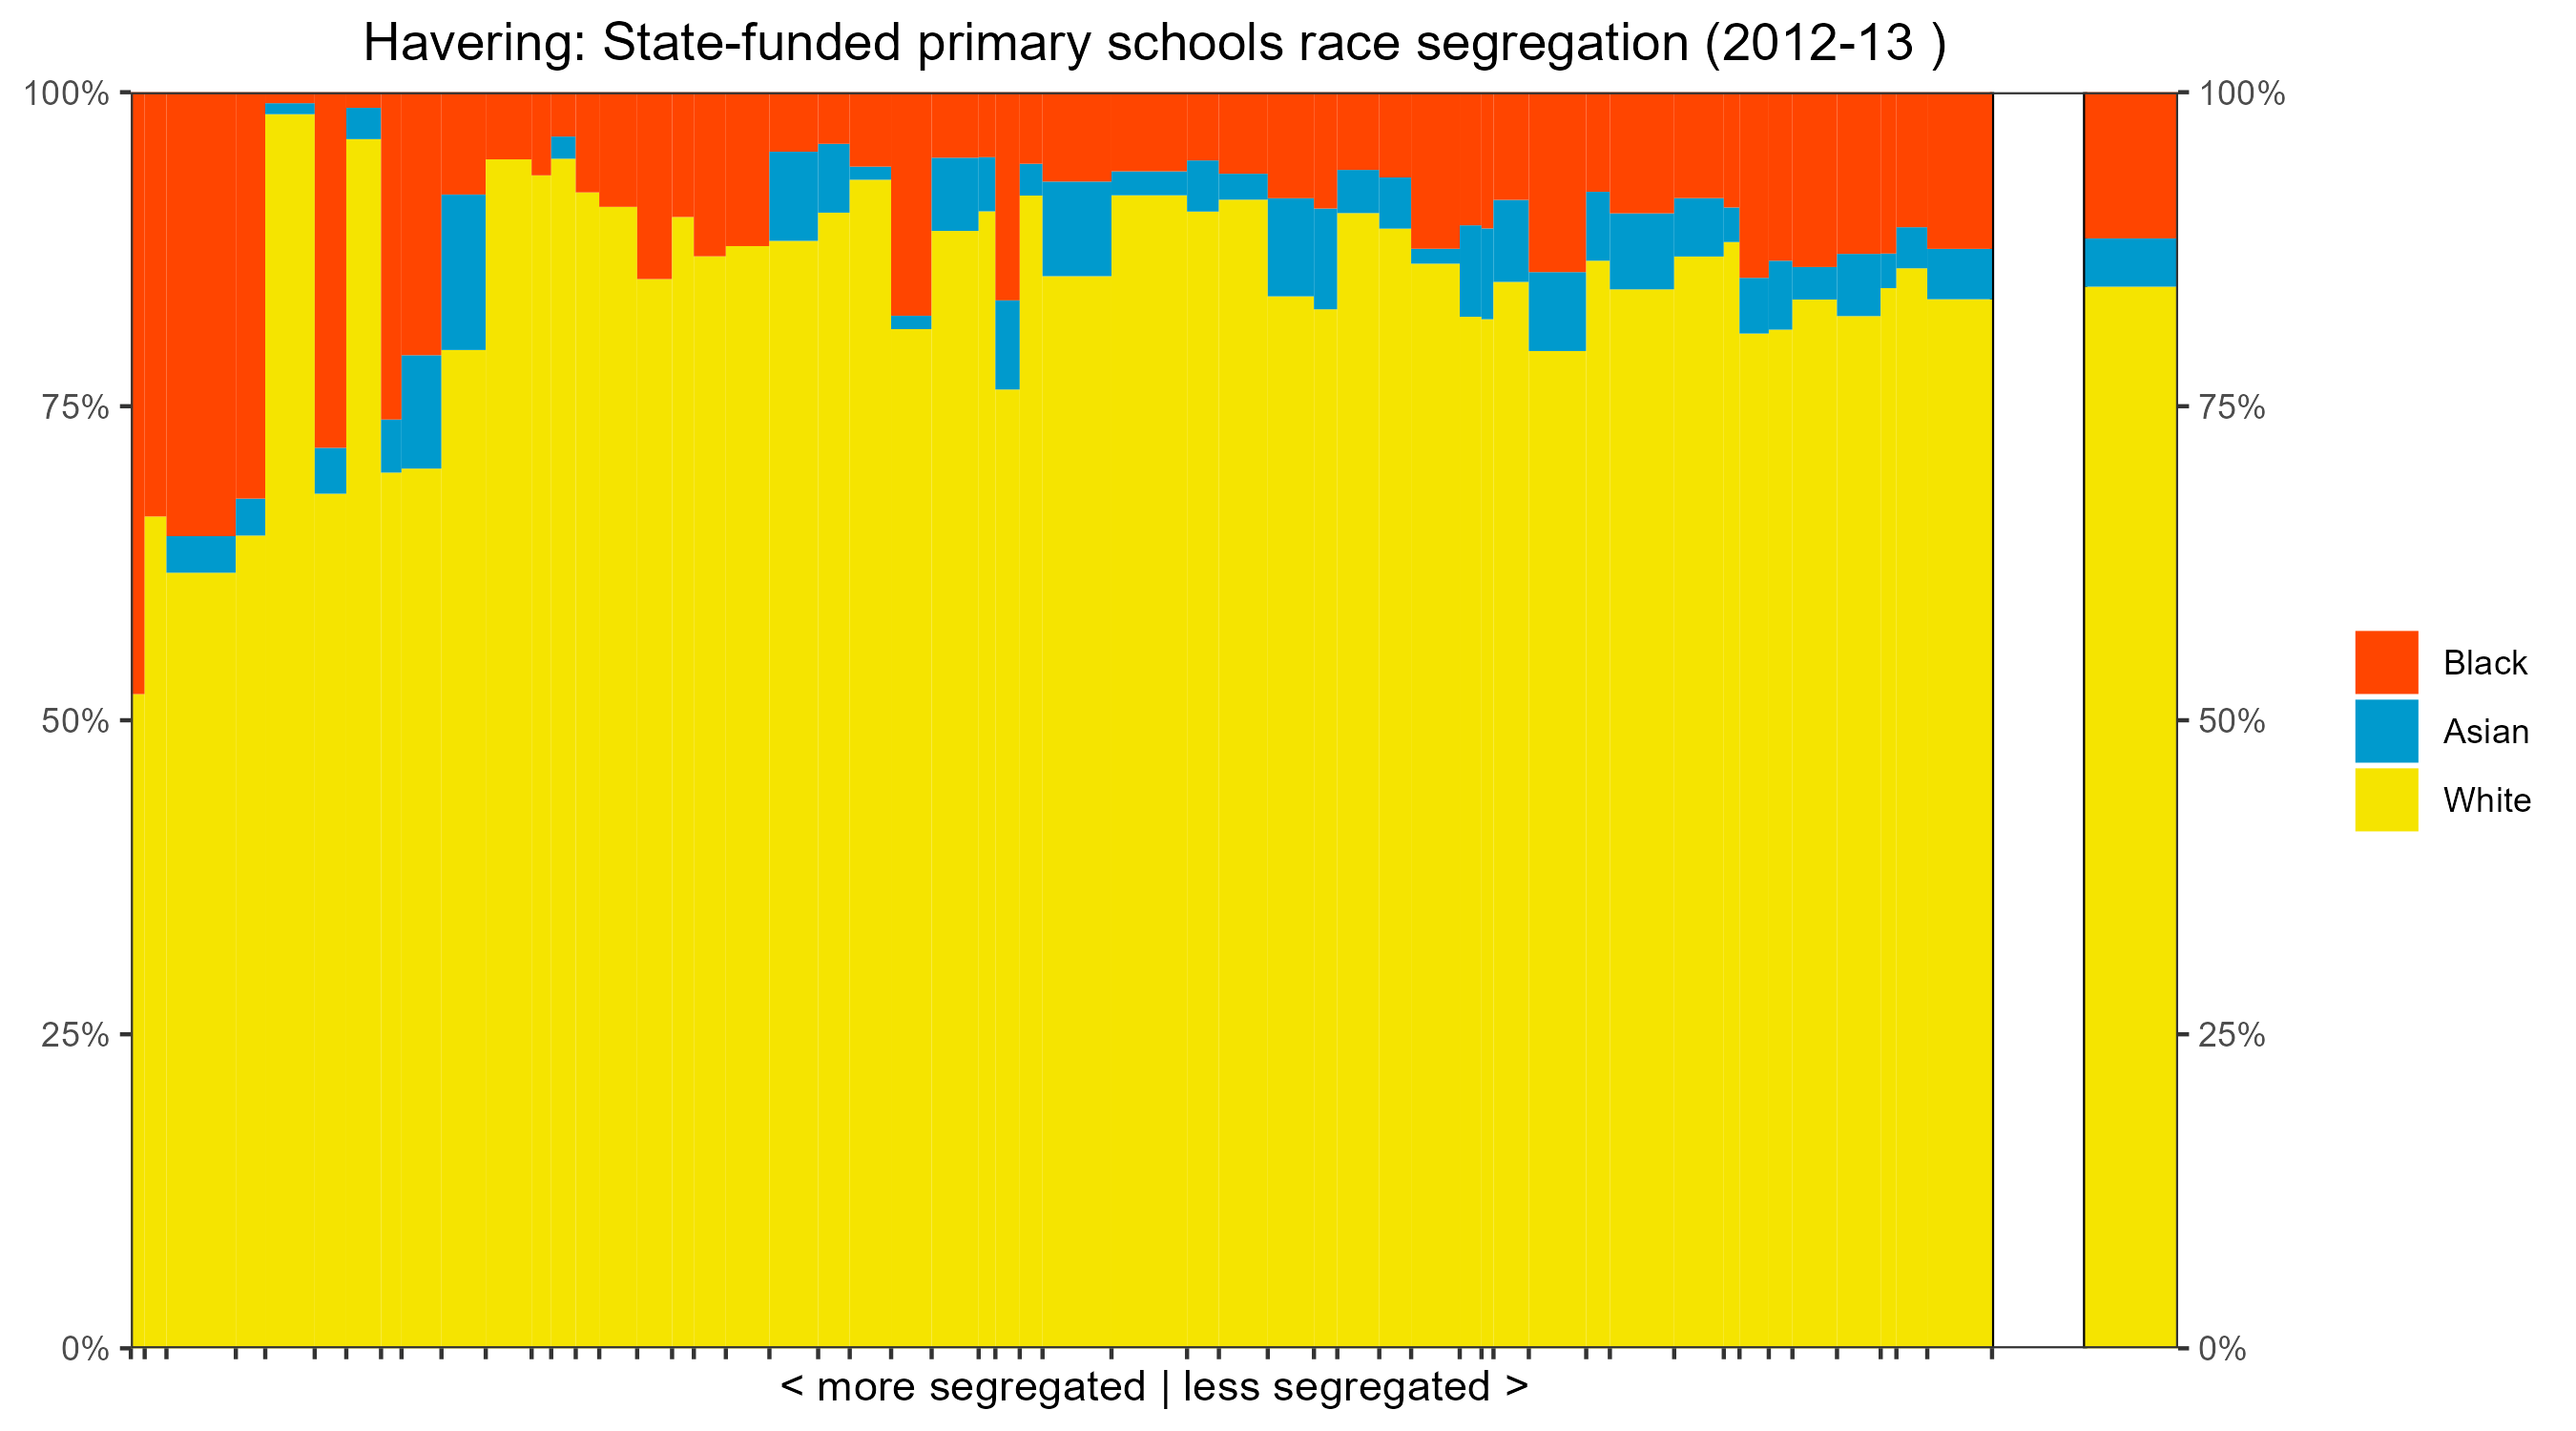 Havering: State-funded primary schools race segregation (2012-13 )
100%
100%
75%
75%
50%
50%
25%
25%
0%
0%
Black
Asian
White
< more segregated | less segregated >